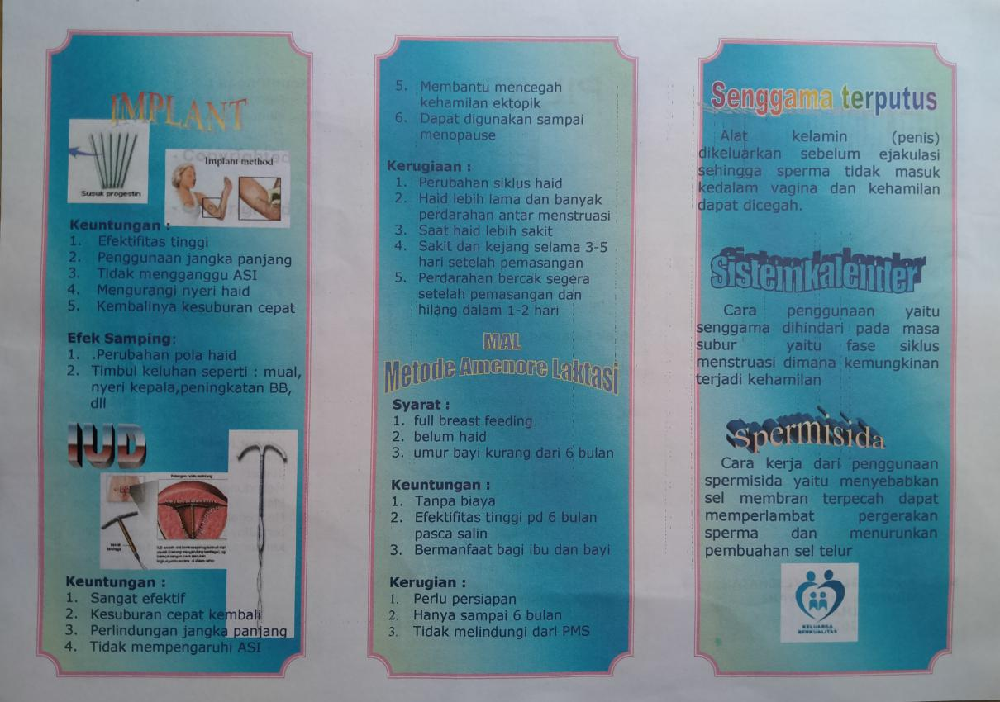 IMPLANT
Susuk progestin
Implant method
Keuntungan :
1. Efektifitas tinggi
2. Penggunaan jangka panjang
3. Tidak mengganggu ASI
4. Mengurangi nyeri haid
5. Kembalinya kesuburan cepat
Efek Samping:
1. .Perubahan pola haid
2. Timbul keluhan seperti : mual,
nyeri kepala,peningkatan BB,
dll
IUD
Keuntungan :
1. Sangat efektif
2. Kesuburan cepat kembali
3. Perlindungan jangka panjang
4. Tidak mempengaruhi ASI
5. Membantu mencegah
kehamilan ektopik
6. Dapat digunakan sampai
menopause
Kerugiaan :
1. Perubahan siklus haid
2. Haid lebih lama dan banyak
perdarahan antar menstruasi
3. Saat haid lebih sakit
4. Sakit dan kejang selama 3-5
hari setelah pemasangan
5. Perdarahan bercak segera
setelah pemasangan dan
hilang dalam 1-2 hari
MAL
Metode Amenore Laktasi
Syarat :
1. full breast feeding
2. belum haid
3. umur bayi kurang dari 6 bulan
Keuntungan :
1. Tanpa biaya
2. Efektifitas tinggi pd 6 bulan
pasca salin
3. Bermanfaat bagi ibu dan bayi
Kerugian :
1. Perlu persiapan
2. Hanya sampai 6 bulan
3. Tidak melindungi dari PMS
Senggama terputus
Alat kelamin (penis)
dikeluarkan sebelum ejakulasi
sehingga sperma tidak masuk
kedalam vagina dan kehamilan
dapat dicegah.
Sistem kalender
Cara penggunaan yaitu
senggama dihindari pada masa
subur yaitu fase siklus
menstruasi dimana kemungkinan
terjadi kehamilan
Spermisida
Cara kerja dari penggunaan
spermisida yaitu menyebabkan
sel membran terpecah dapat
memperlambat pergerakan
sperma dan menurunkan
pembuahan sel telur
KELUARGA
BERKUALITAS